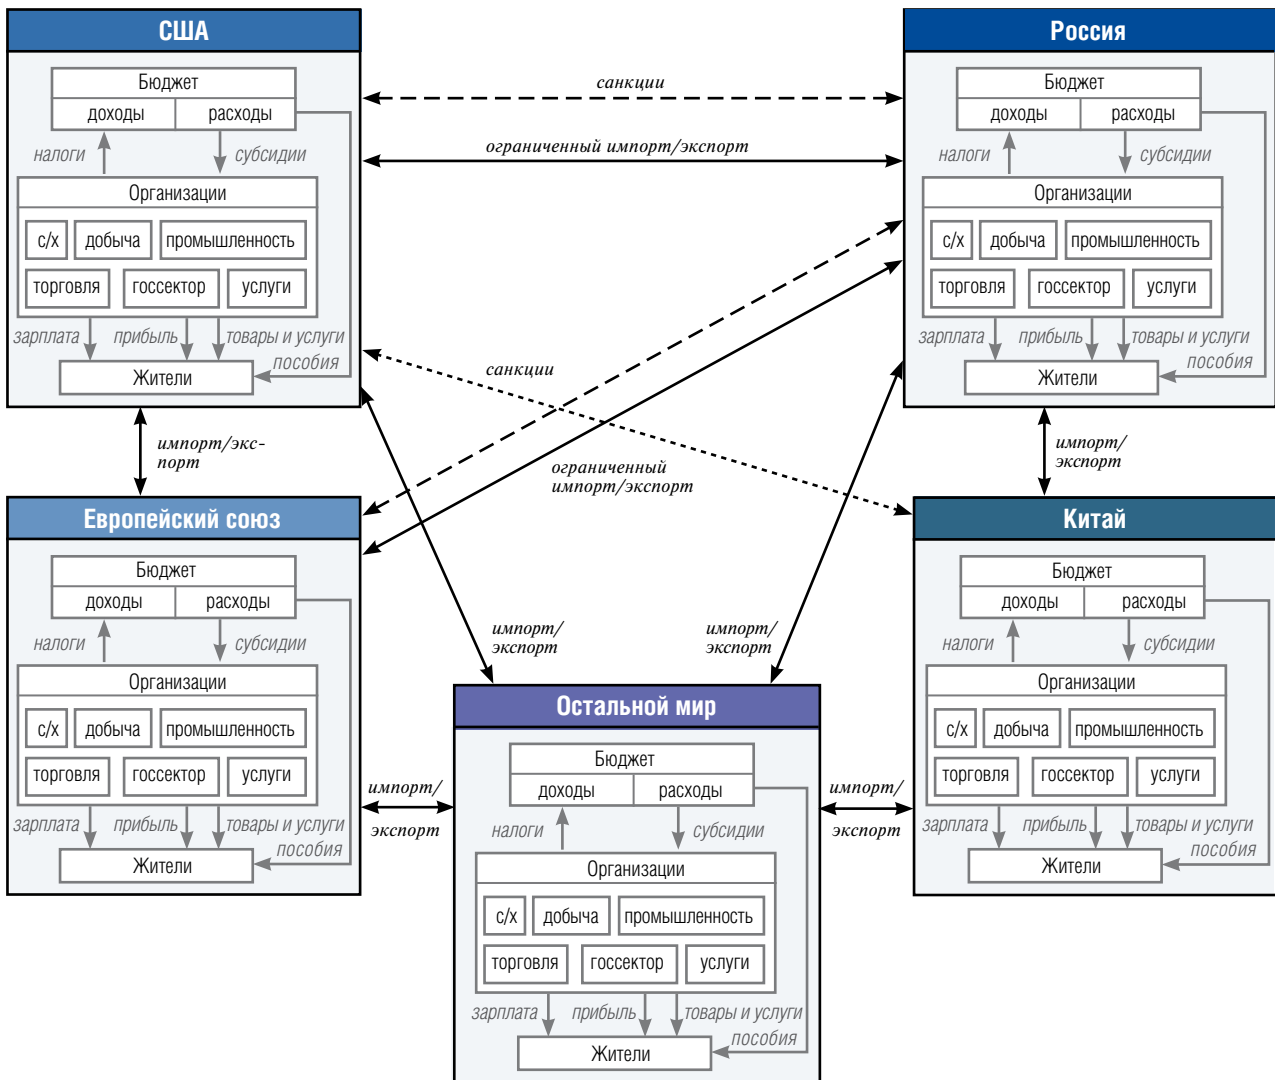 США
Бюджет
доходы
расходы
налоги
субсидии
Организации
с/х
добыча
промышленность
торговля
госсектор
услуги
зарплата
прибыль
товары и услуги
пособия
Жители
Россия
Бюджет
доходы
расходы
налоги
субсидии
Организации
с/х
добыча
промышленность
торговля
госсектор
услуги
зарплата
прибыль
товары и услуги
пособия
Жители
санкции
ограниченный импорт/экспорт
санкции
ограниченный
импорт/экспорт
импорт/экс-
порт
импорт/
экспорт
Европейский союз
Бюджет
доходы
расходы
налоги
субсидии
Организации
с/х
добыча
промышленность
торговля
госсектор
услуги
зарплата
прибыль
товары и услуги
пособия
Жители
Китай
Бюджет
доходы
расходы
налоги
субсидии
Организации
с/х
добыча
промышленность
торговля
госсектор
услуги
зарплата
прибыль
товары и услуги
пособия
Жители
импорт/
экспорт
импорт/
экспорт
импорт/
экспорт
импорт/
экспорт
Остальной мир
Бюджет
доходы
расходы
налоги
субсидии
Организации
с/х
добыча
промышленность
торговля
госсектор
услуги
зарплата
прибыль
товары и услуги
пособия
Жители